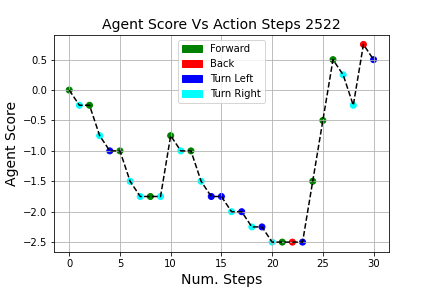 Agent Score Vs Action Steps 2522
Forward
Back
Turn Left
Turn Right
Agent Score
0.5
0.0
−0.5
−1.0
−1.5
−2.0
−2.5
0 5 10 15 20 25 30
Num. Steps